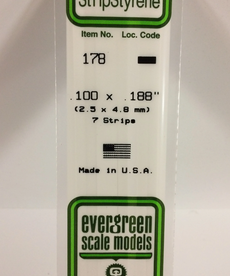 StripStyrene
Item No. Loc. Code
178
.100 x .188"
(2.5 x 4.8 mm)
7 Strips
Made in U.S.A.
evergreen
scale models